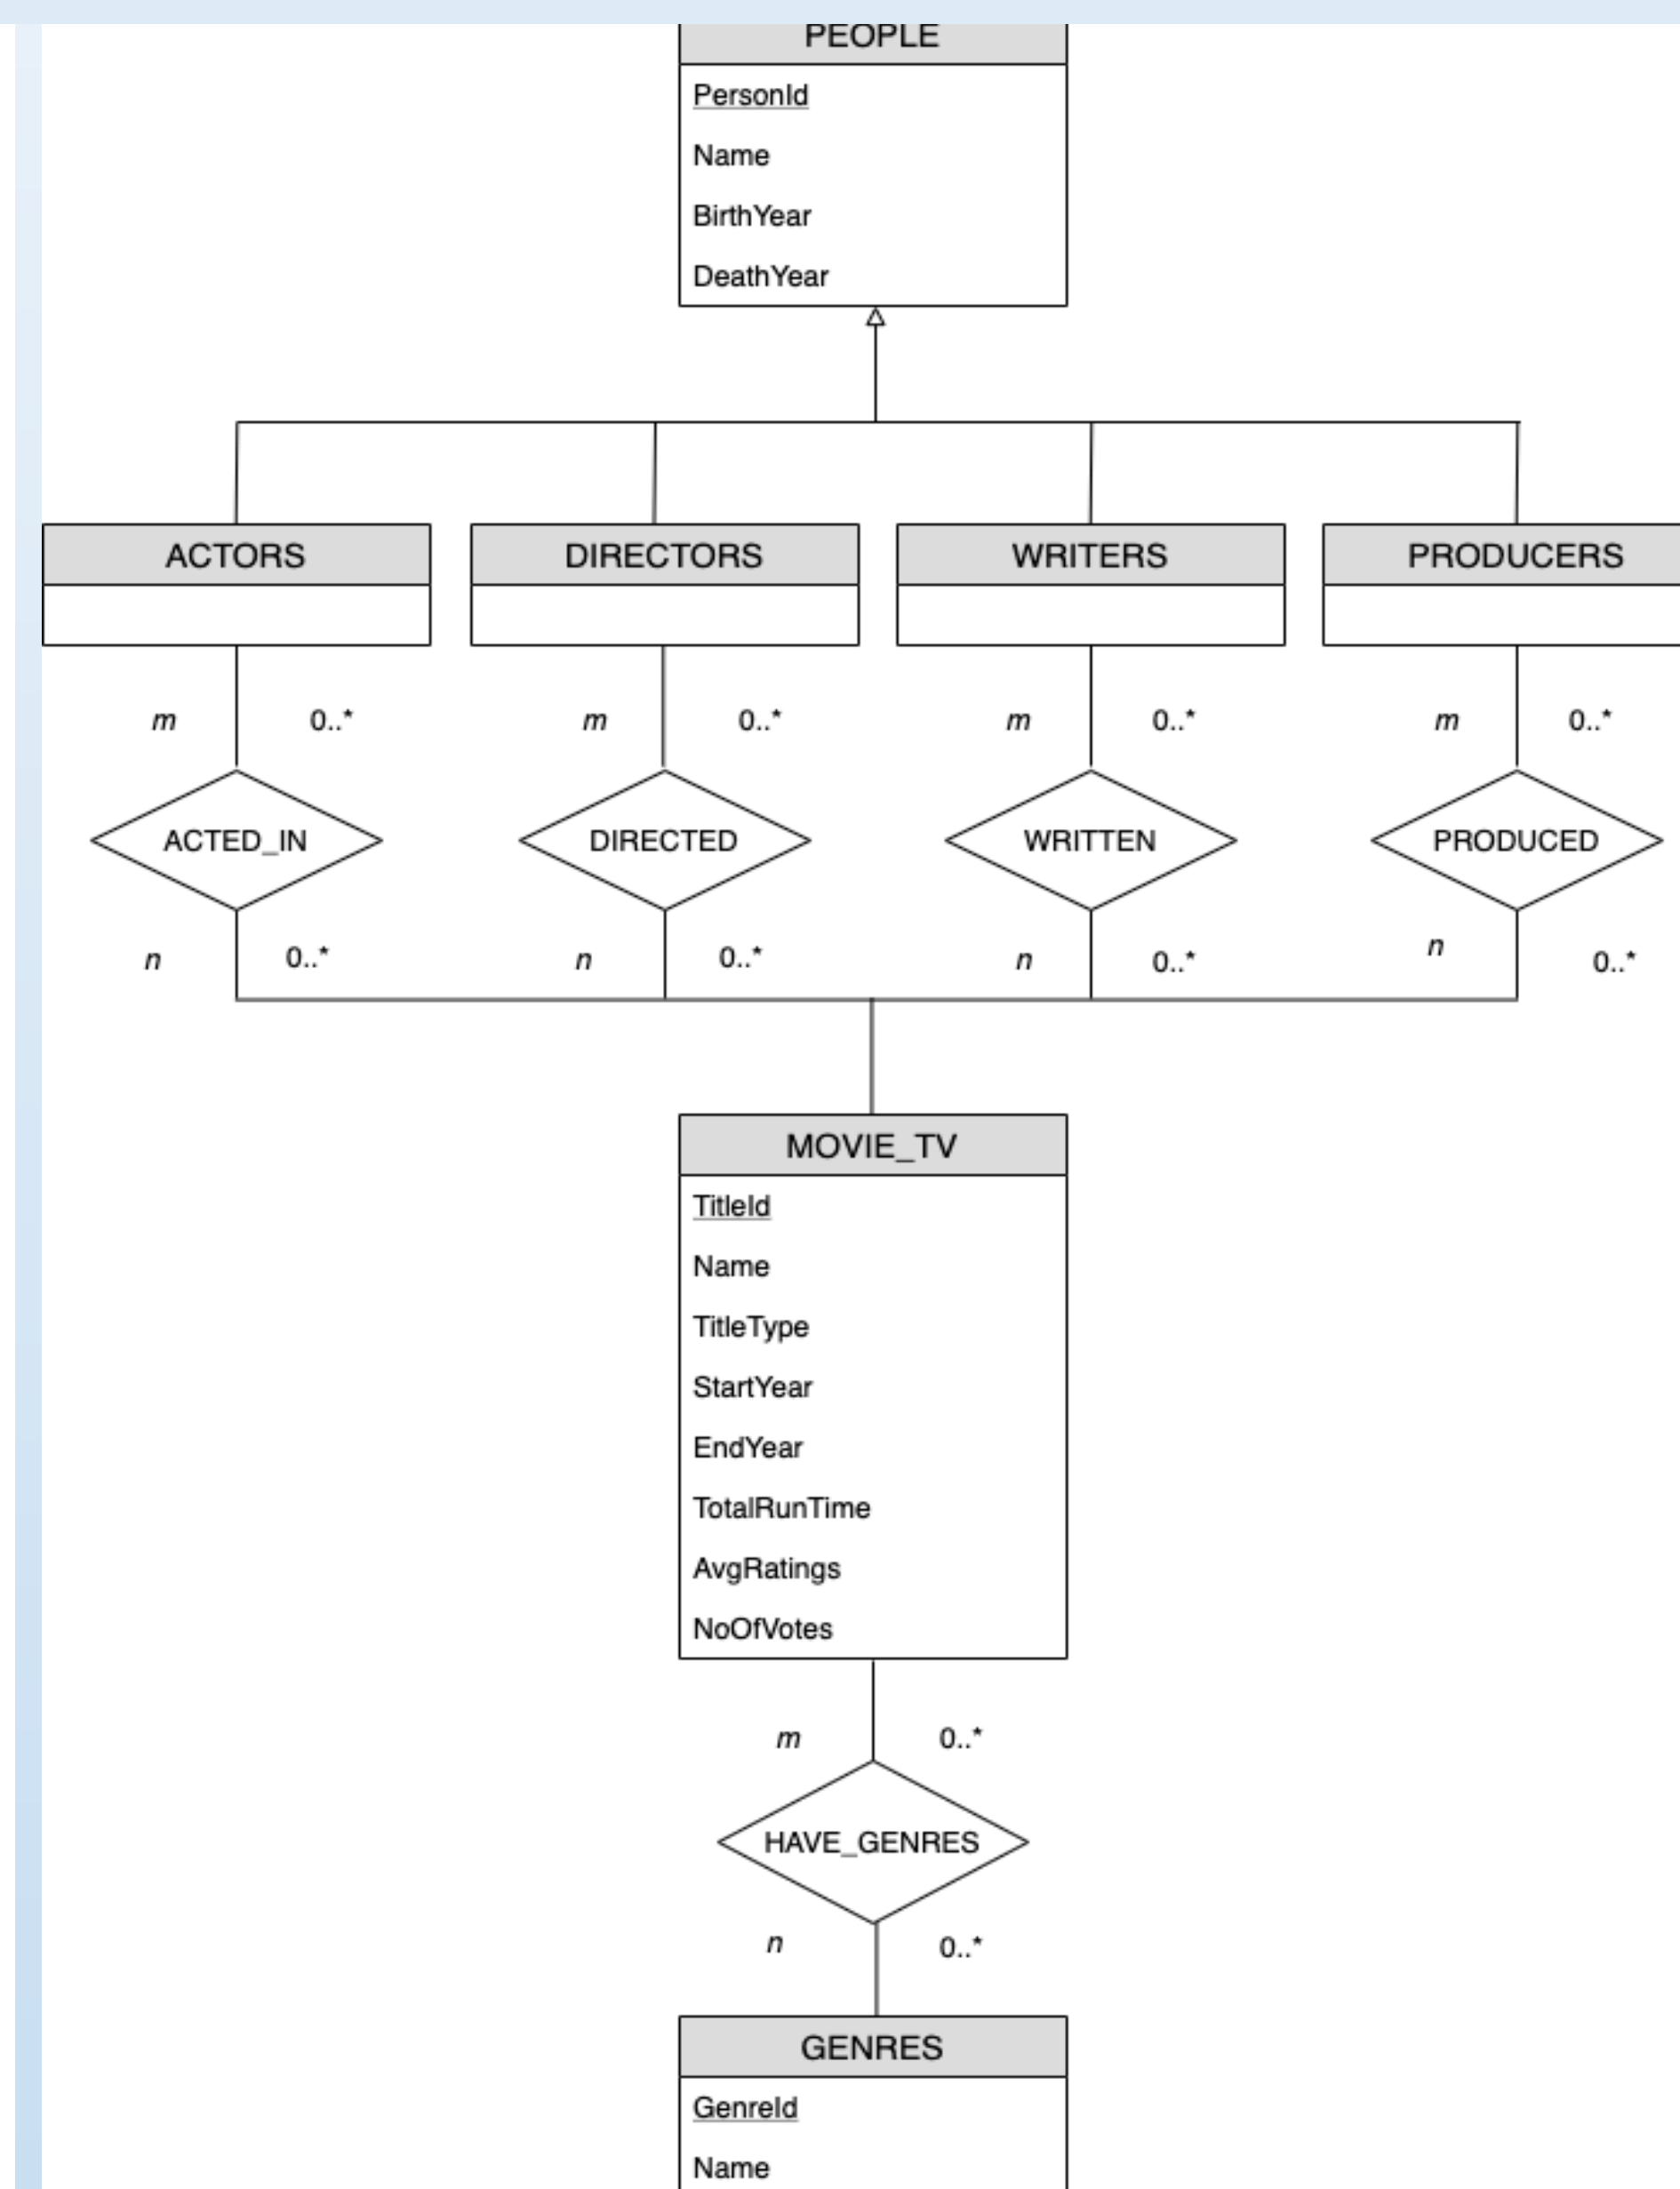 PEOPLE
PersonId
Name
BirthYear
DeathYear
ACTORS DIRECTORS WRITERS PRODUCERS
m 0..* m 0..* m 0..* m 0..*
ACTED_IN DIRECTED WRITTEN PRODUCED
n 0..* n 0..* n 0..* n 0..*
MOVIE_TV
TitleId
Name
TitleType
StartYear
EndYear
TotalRunTime
AvgRatings
NoOfVotes
m 0..*
HAVE_GENRES
n 0..*
GENRES
GenreId
Name